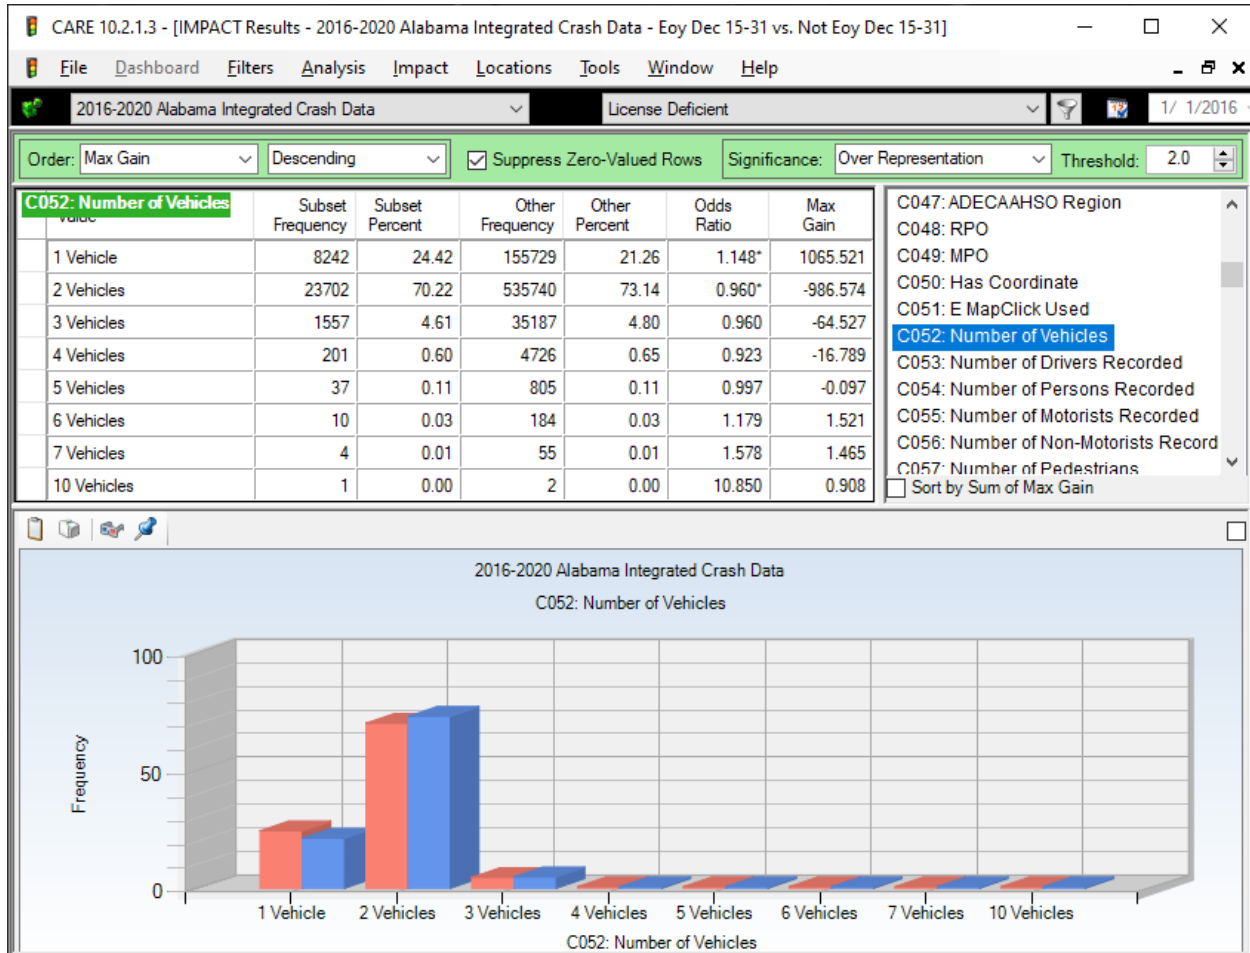 CARE 10.2.1.3 - [IMPACT Results - 2016-2020 Alabama Integrated Crash Data - Eoy Dec 15-31 vs. Not Eoy Dec 15-31]
File Dashboard Filters Analysis Impact Locations Tools Window Help
2016-2020 Alabama Integrated Crash Data License Deficient 1/ 1/2016
Order: Max Gain Descending Suppress Zero-Valued Rows Significance: Over Representation Threshold: 2.0
C052: Number of Vehicles
Subset Frequency Subset Percent Other Frequency Other Percent Odds Ratio Max Gain
1 Vehicle 8242 24.42 155729 21.26 1.148* 1065.521
2 Vehicles 23702 70.22 535740 73.14 0.960* -986.574
3 Vehicles 1557 4.61 35187 4.80 0.960 -64.527
4 Vehicles 201 0.60 4726 0.65 0.923 -16.789
5 Vehicles 37 0.11 805 0.11 0.997 -0.097
6 Vehicles 10 0.03 184 0.03 1.179 1.521
7 Vehicles 4 0.01 55 0.01 1.578 1.465
10 Vehicles 1 0.00 2 0.00 10.850 0.908
C047: ADECAAHSO Region
C048: RPO
C049: MPO
C050: Has Coordinate
C051: E MapClick Used
C052: Number of Vehicles
C053: Number of Drivers Recorded
C054: Number of Persons Recorded
C055: Number of Motorists Recorded
C056: Number of Non-Motorists Record
C057: Number of Pedestrians
Sort by Sum of Max Gain
2016-2020 Alabama Integrated Crash Data
C052: Number of Vehicles
100
50
0
Frequency
1 Vehicle 2 Vehicles 3 Vehicles 4 Vehicles 5 Vehicles 6 Vehicles 7 Vehicles 10 Vehicles
C052: Number of Vehicles